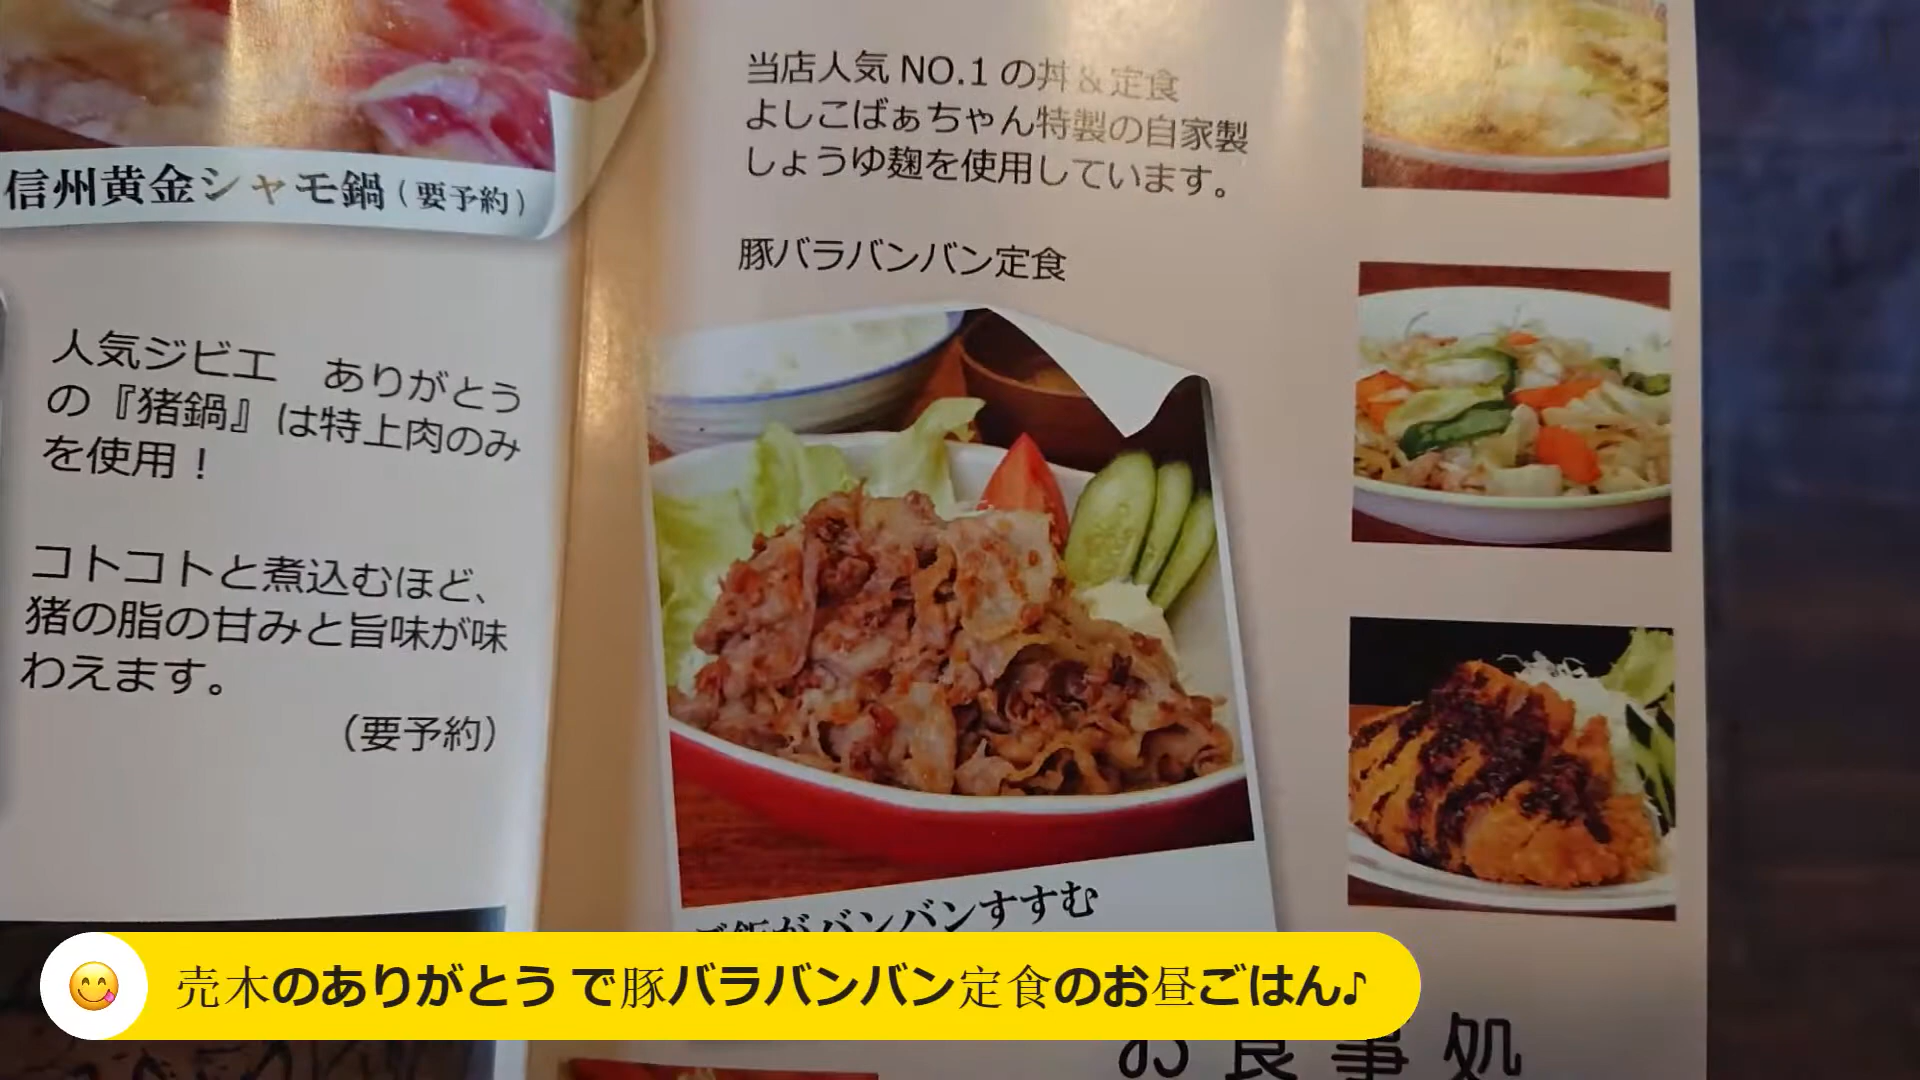 信州黄金シャモ鍋（要予約）
人気ジビエ　ありがとう
の『猪鍋』は特上肉のみ
を使用！
コトコトと煮込むほど、
猪の脂の甘みと旨味が味
わえます。
（要予約）
当店人気 NO.1 の丼＆定食
よしこばぁちゃん特製の自家製
しょうゆ麹を使用しています。
豚バラバンバン定食
ご飯がバンバンすすむ
売木のありがとう で豚バラバンバン定食のお昼ごはん♪
お食事処